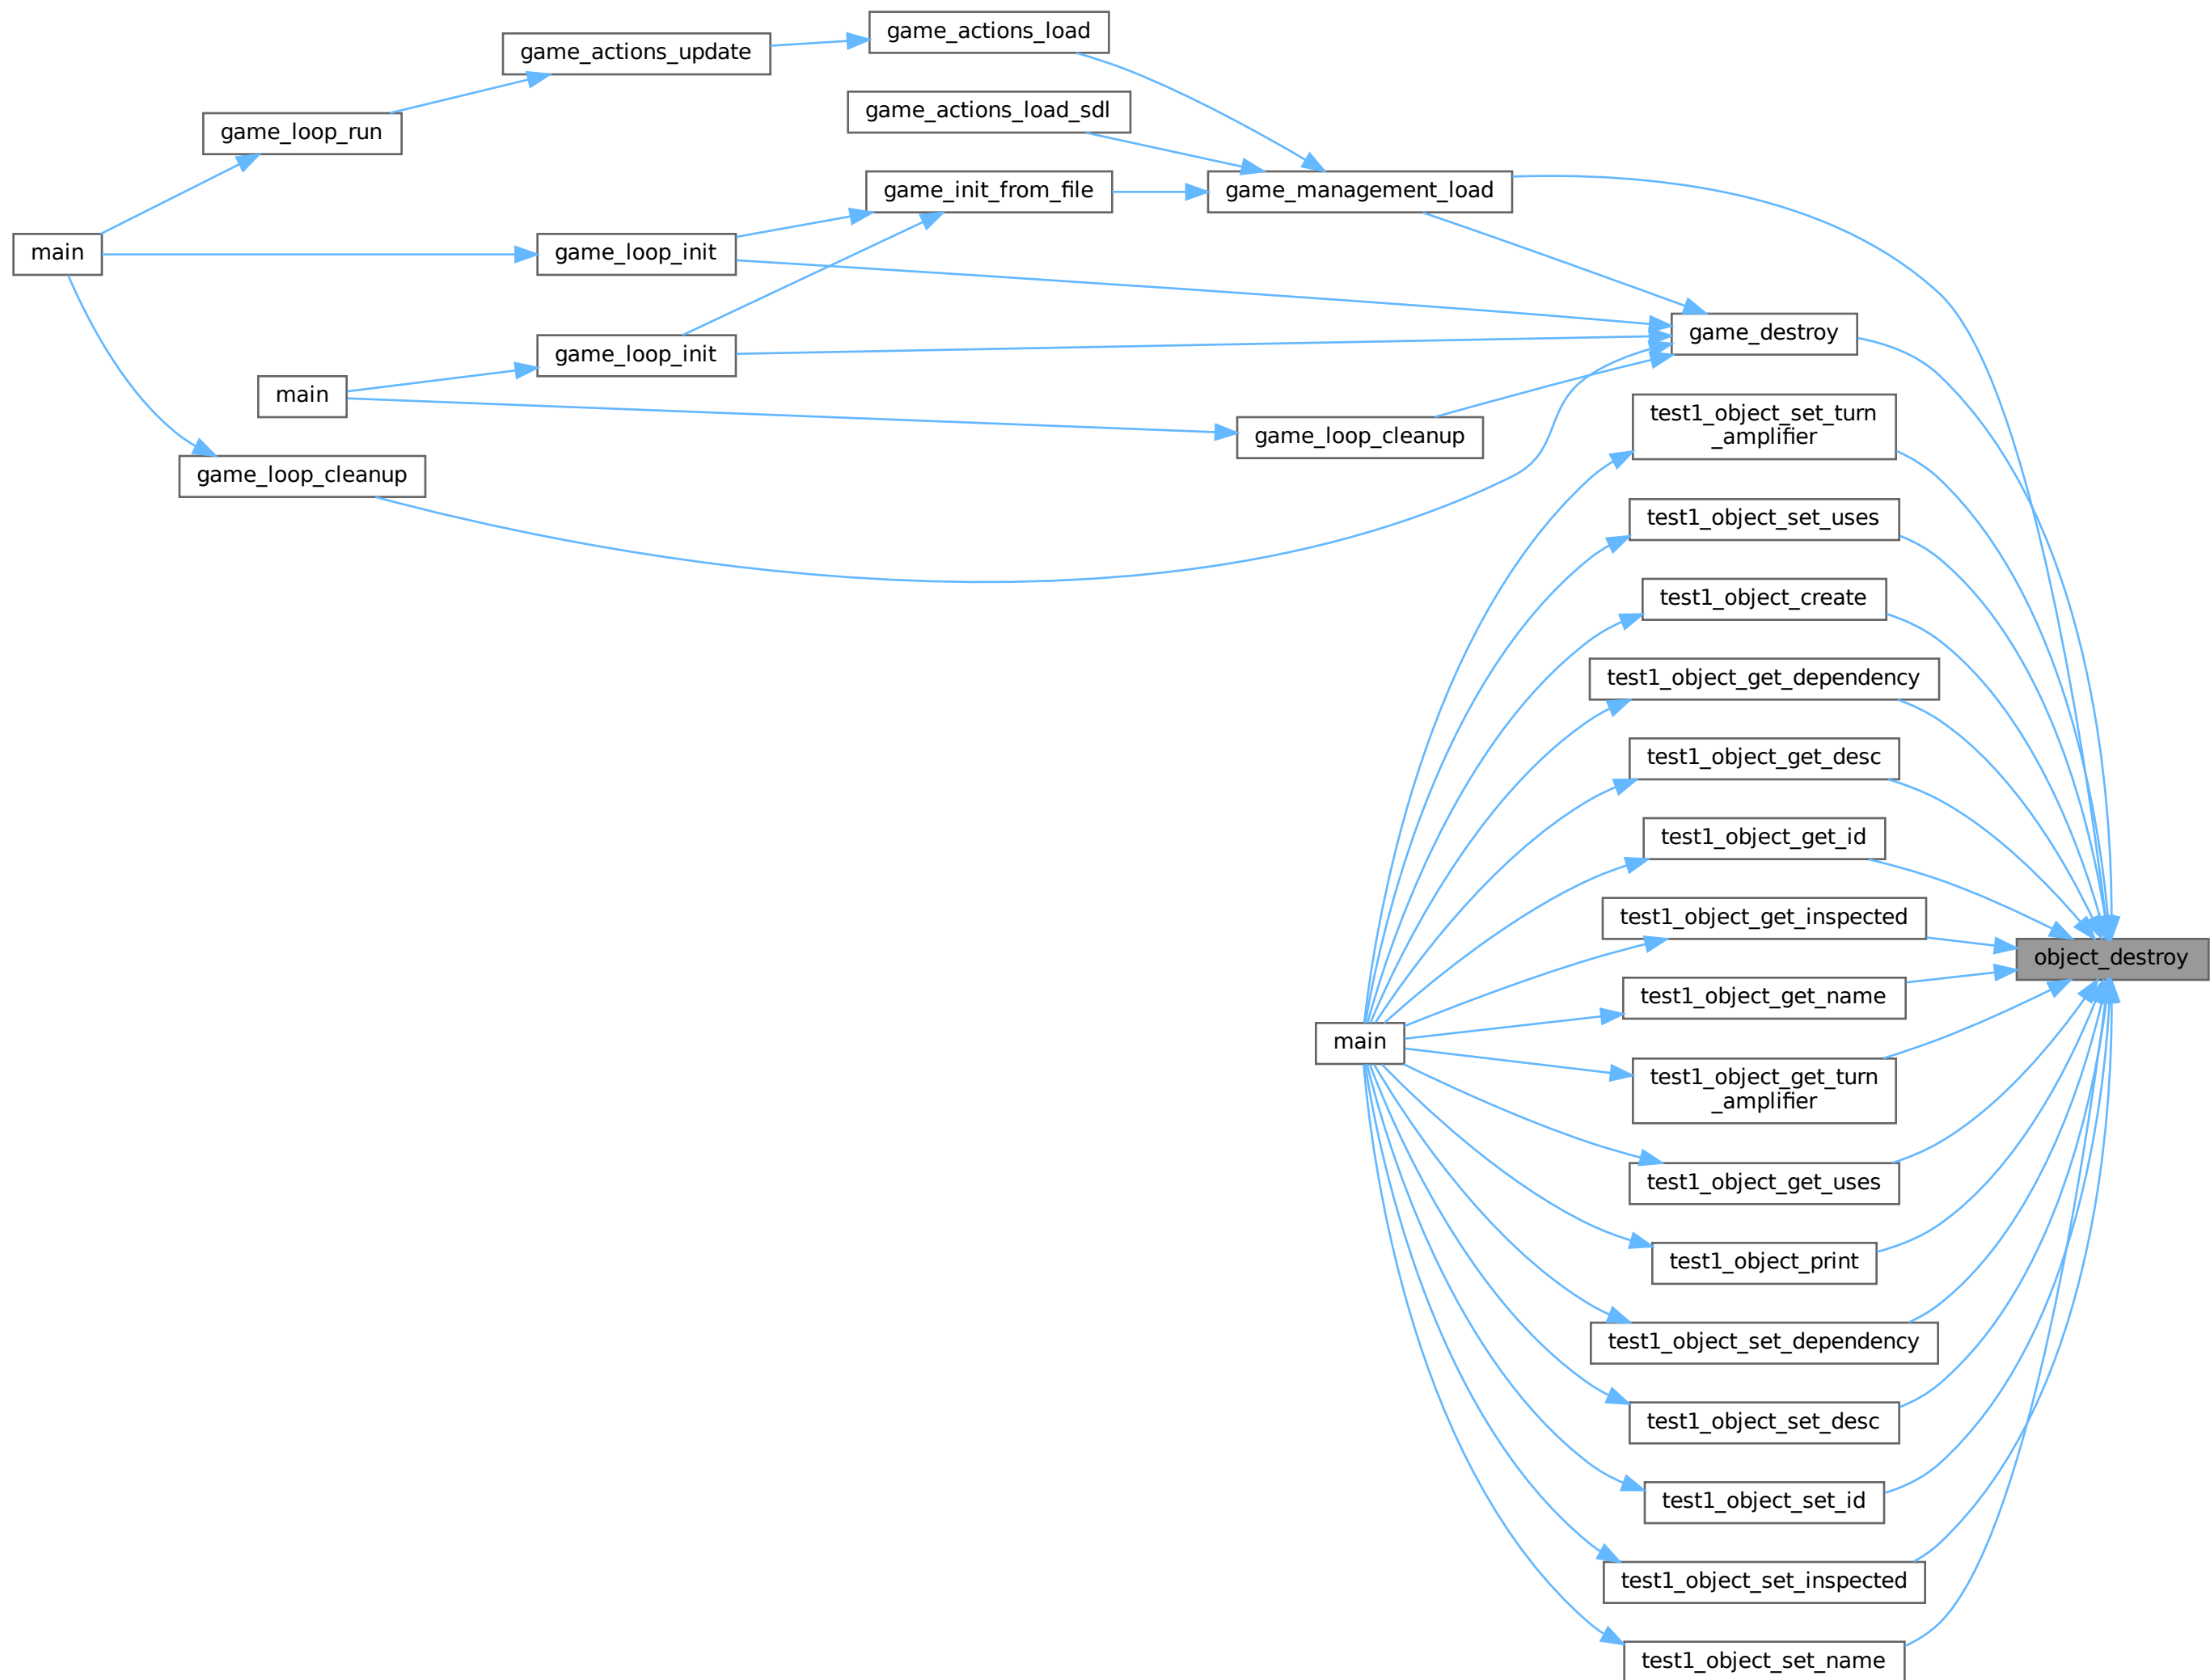 game_actions_load
game_actions_update
game_actions_load_sdl
game_loop_run
game_init_from_file
game_management_load
main
game_loop_init
game_destroy
game_loop_init
main
test1_object_set_turn
_amplifier
game_loop_cleanup
game_loop_cleanup
test1_object_set_uses
test1_object_create
test1_object_get_dependency
test1_object_get_desc
test1_object_get_id
test1_object_get_inspected
object_destroy
test1_object_get_name
main
test1_object_get_turn
_amplifier
test1_object_get_uses
test1_object_print
test1_object_set_dependency
test1_object_set_desc
test1_object_set_id
test1_object_set_inspected
test1_object_set_name